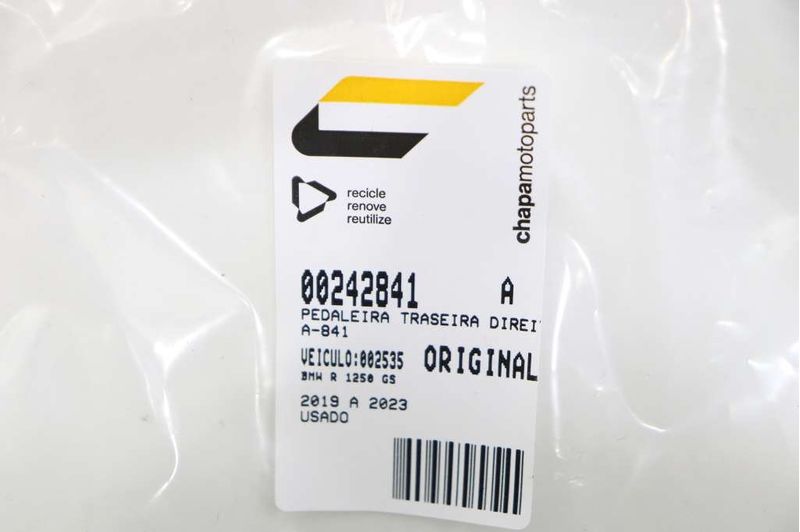 chapamotoparts
recicle
renove
reutilize
00242841 A
PEDALEIRA TRASEIRA DIREI
A-841
VEICULO:002535 ORIGINAL
BMW R 1250 GS
2019 A 2023
USADO